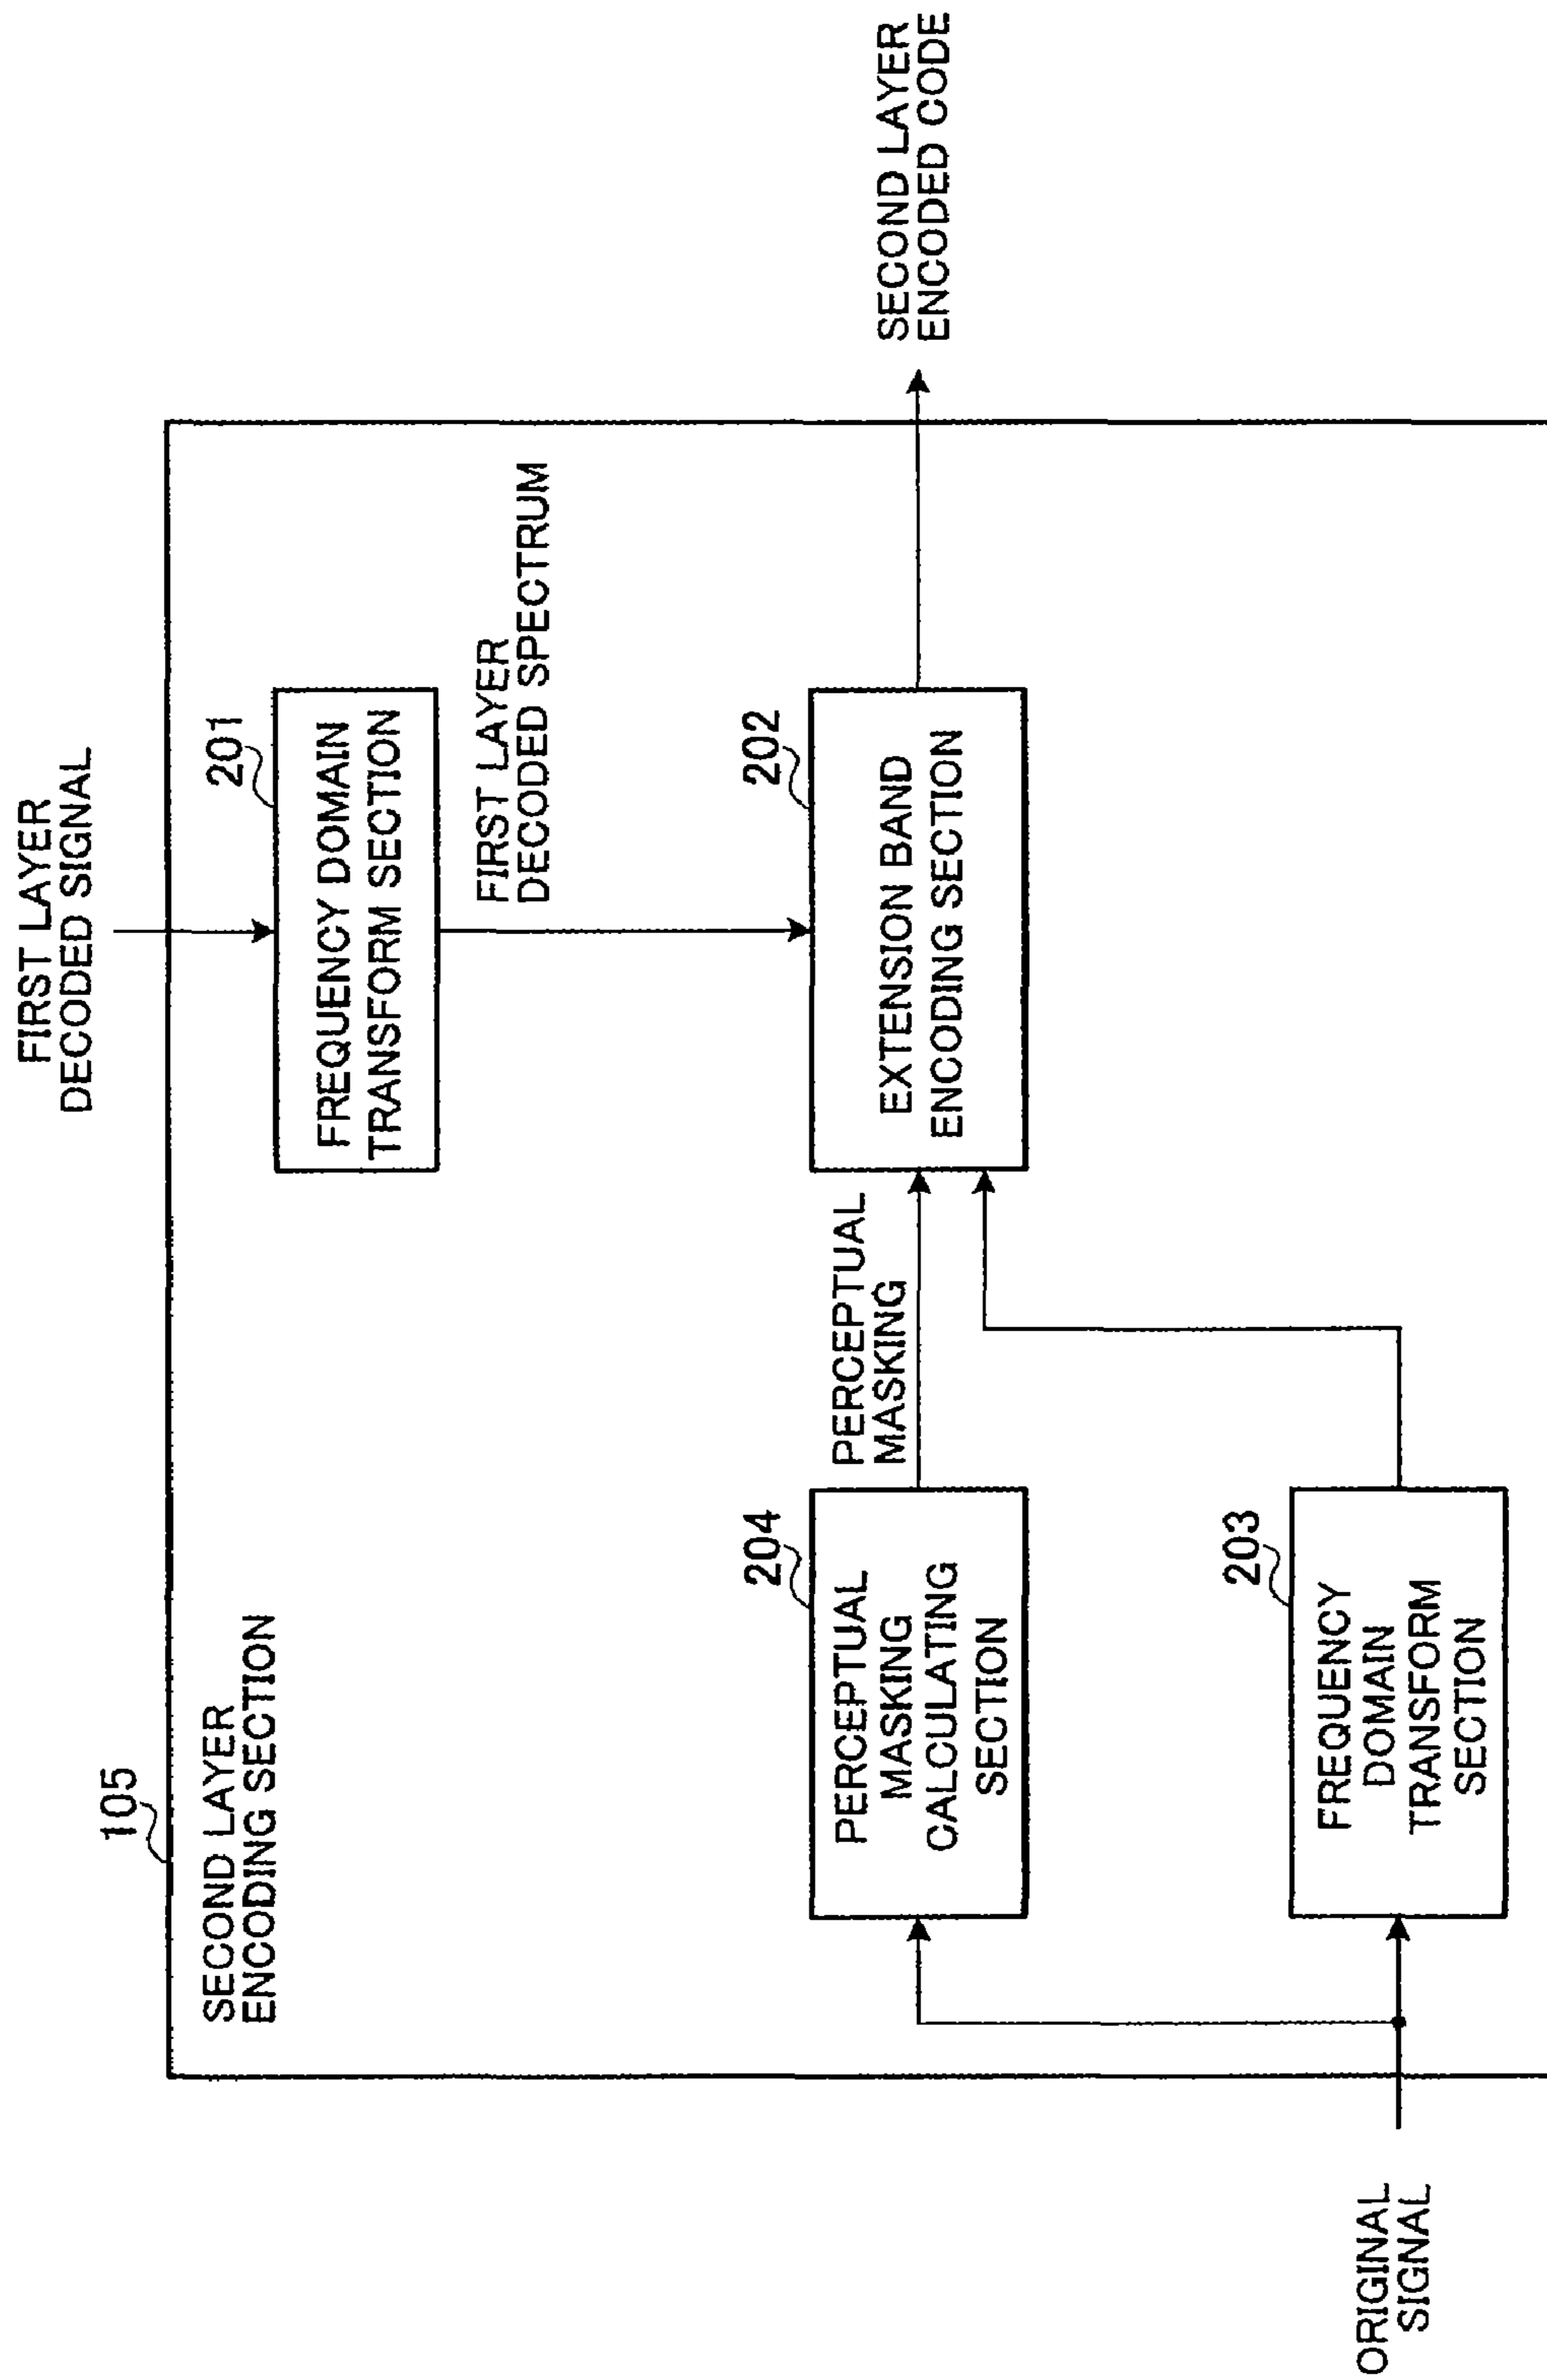 FIRST LAYER
DECODED SIGNAL
105
SECOND LAYER
ENCODING SECTION
201
FREQUENCY DOMAIN
TRANSFORM SECTION
FIRST LAYER
DECODED SPECTRUM
204
PERCEPTUAL
MASKING
CALCULATING
SECTION
PERCEPTUAL
MASKING
202
EXTENSION BAND
ENCODING SECTION
SECOND LAYER
ENCODED CODE
203
FREQUENCY
DOMAIN
TRANSFORM
SECTION
ORIGINAL
SIGNAL